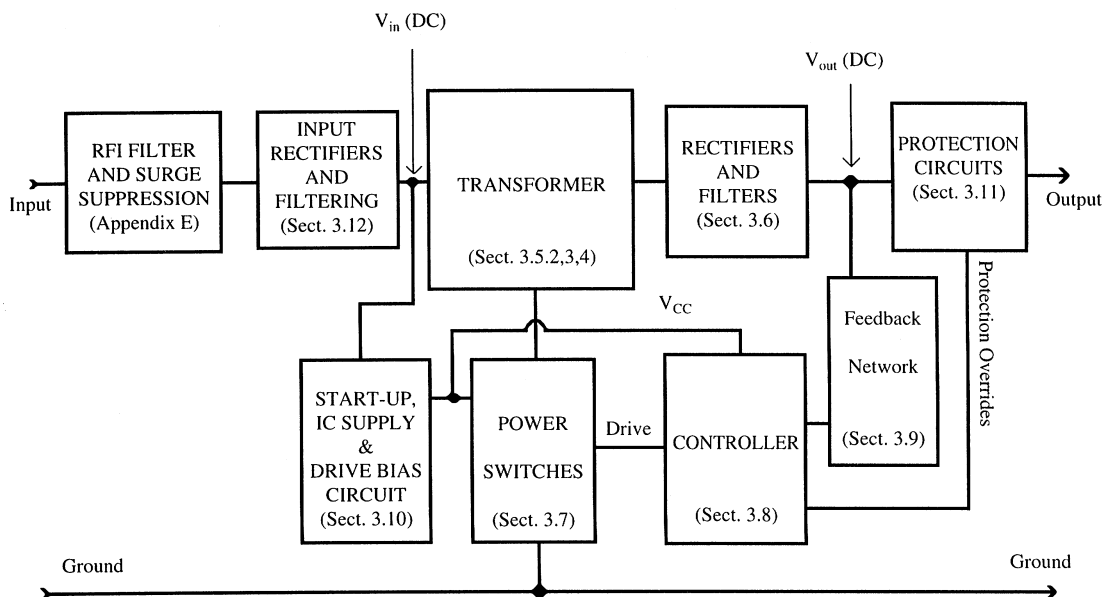 V_in (DC)
V_out (DC)
Input
RFI FILTER
AND SURGE
SUPPRESSION
(Appendix E)
INPUT
RECTIFIERS
AND
FILTERING
(Sect. 3.12)
TRANSFORMER
(Sect. 3.5.2,3,4)
RECTIFIERS
AND
FILTERS
(Sect. 3.6)
PROTECTION
CIRCUITS
(Sect. 3.11)
Output
V_CC
START-UP,
IC SUPPLY
&
DRIVE BIAS
CIRCUIT
(Sect. 3.10)
POWER
SWITCHES
(Sect. 3.7)
Drive
CONTROLLER
(Sect. 3.8)
Feedback
Network
(Sect. 3.9)
Protection Overrides
Ground
Ground